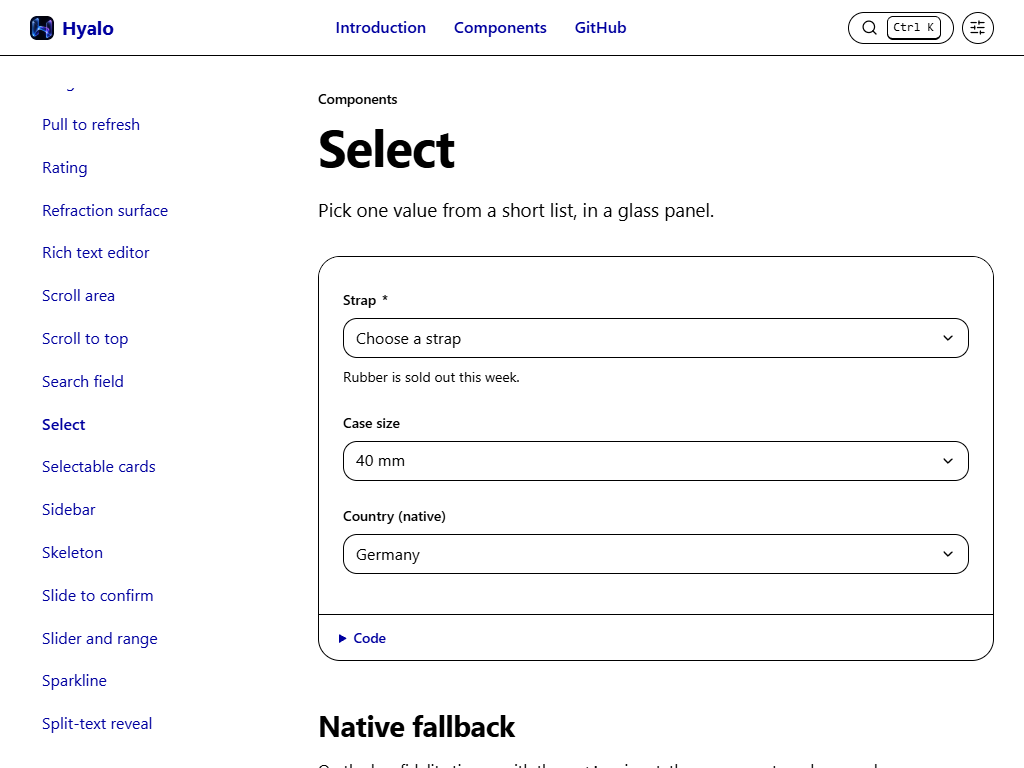 Hyalo
Introduction
Components
GitHub
Ctrl K
Pull to refresh
Rating
Refraction surface
Rich text editor
Scroll area
Scroll to top
Search field
Select
Selectable cards
Sidebar
Skeleton
Slide to confirm
Slider and range
Sparkline
Split-text reveal
Components
Select
Pick one value from a short list, in a glass panel.
Strap *
Choose a strap
Rubber is sold out this week.
Case size
40 mm
Country (native)
Germany
Code
Native fallback